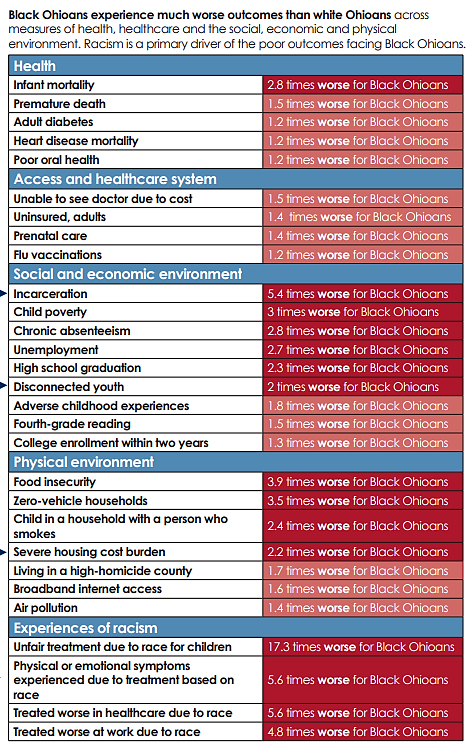 Black Ohioans experience much worse outcomes than white Ohioans across
measures of health, healthcare and the social, economic and physical
environment. Racism is a primary driver of the poor outcomes facing Black Ohioans.
Health
Infant mortality 2.8 times worse for Black Ohioans
Premature death 1.5 times worse for Black Ohioans
Adult diabetes 1.2 times worse for Black Ohioans
Heart disease mortality 1.2 times worse for Black Ohioans
Poor oral health 1.2 times worse for Black Ohioans
Access and healthcare system
Unable to see doctor due to cost 1.5 times worse for Black Ohioans
Uninsured, adults 1.4 times worse for Black Ohioans
Prenatal care 1.4 times worse for Black Ohioans
Flu vaccinations 1.2 times worse for Black Ohioans
Social and economic environment
Incarceration 5.4 times worse for Black Ohioans
Child poverty 3 times worse for Black Ohioans
Chronic absenteeism 2.8 times worse for Black Ohioans
Unemployment 2.7 times worse for Black Ohioans
High school graduation 2.3 times worse for Black Ohioans
Disconnected youth 2 times worse for Black Ohioans
Adverse childhood experiences 1.8 times worse for Black Ohioans
Fourth-grade reading 1.5 times worse for Black Ohioans
College enrollment within two years 1.3 times worse for Black Ohioans
Physical environment
Food insecurity 3.9 times worse for Black Ohioans
Zero-vehicle households 3.5 times worse for Black Ohioans
Child in a household with a person who
smokes 2.4 times worse for Black Ohioans
Severe housing cost burden 2.2 times worse for Black Ohioans
Living in a high-homicide county 1.7 times worse for Black Ohioans
Broadband internet access 1.6 times worse for Black Ohioans
Air pollution 1.4 times worse for Black Ohioans
Experiences of racism
Unfair treatment due to race for children 17.3 times worse for Black Ohioans
Physical or emotional symptoms
experienced due to treatment based on
race 5.6 times worse for Black Ohioans
Treated worse in healthcare due to race 5.6 times worse for Black Ohioans
Treated worse at work due to race 4.8 times worse for Black Ohioans